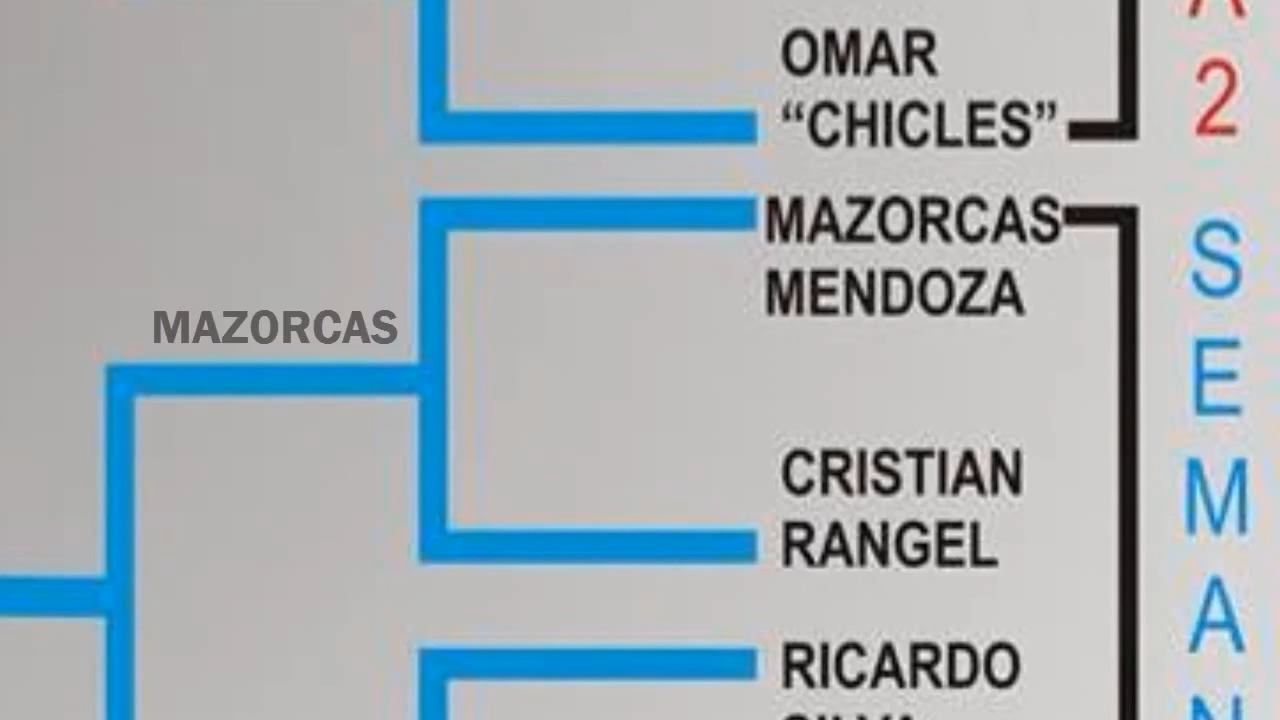 OMAR
“CHICLES”
MAZORCAS
MENDOZA
MAZORCAS
CRISTIAN
RANGEL
RICARDO
A
2
S
E
M
A
N